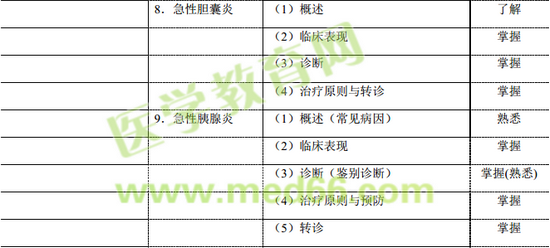 8．急性胆囊炎 （1）概述 了解
（2）临床表现 掌握
（3）诊断 掌握
（4）治疗原则与转诊 掌握
9．急性胰腺炎 （1）概述（常见病因） 熟悉
（2）临床表现 掌握
（3）诊断（鉴别诊断） 掌握(熟悉)
（4）治疗原则与预防 掌握
（5）转诊 掌握
医学教育网
www.med66.com